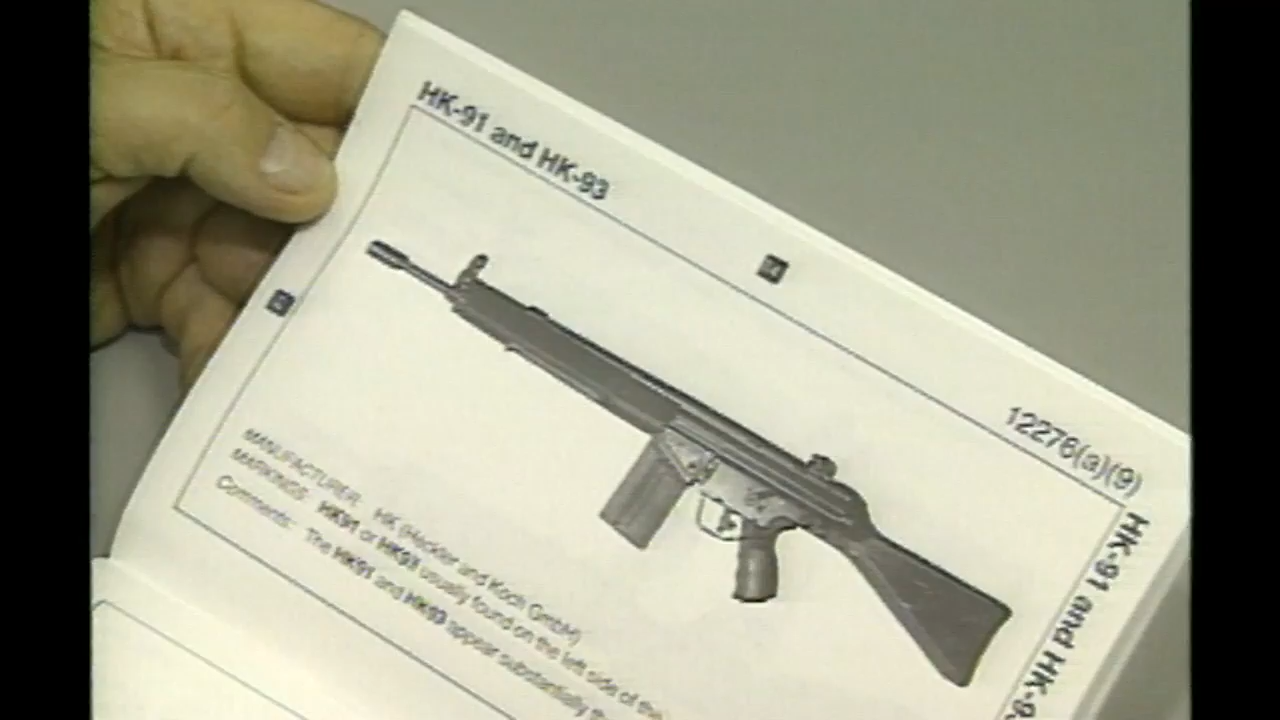 HK-91 and HK-93
12276(a)(9)
MANUFACTURER: HK (Heckler and Koch GmbH)
MARKINGS: HK91 or HK93 usually found on the left side of the
Comments: The HK91 and HK93 appear substantially
HK-91 and HK-9